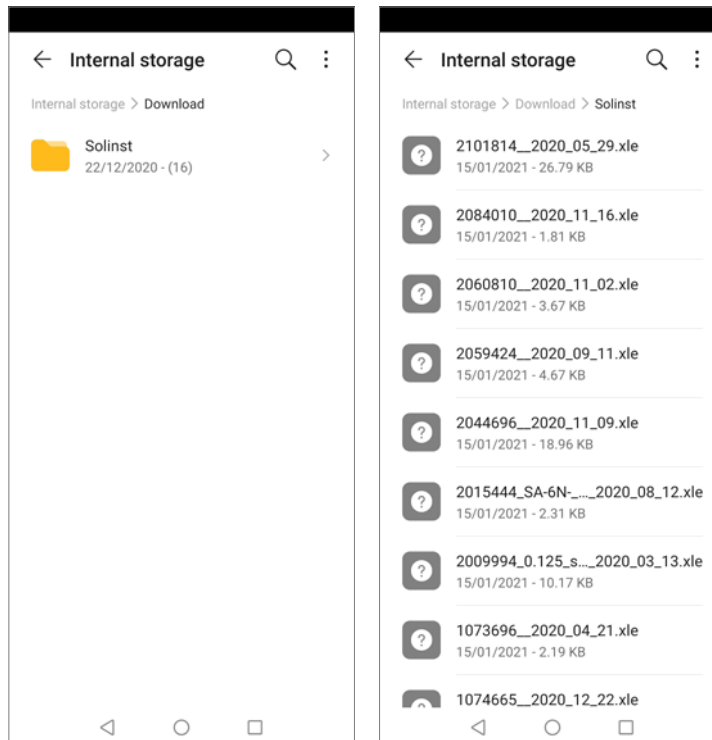 Internal storage
Internal storage > Download
Solinst
22/12/2020 - (16)
Internal storage
Internal storage > Download > Solinst
2101814__2020_05_29.xle
15/01/2021 - 26.79 KB
2084010__2020_11_16.xle
15/01/2021 - 1.81 KB
2060810__2020_11_02.xle
15/01/2021 - 3.67 KB
2059424__2020_09_11.xle
15/01/2021 - 4.67 KB
2044696__2020_11_09.xle
15/01/2021 - 18.96 KB
2015444_SA-6N-_..._2020_08_12.xle
15/01/2021 - 2.31 KB
2009994_0.125_s..._2020_03_13.xle
15/01/2021 - 10.17 KB
1073696__2020_04_21.xle
15/01/2021 - 2.19 KB
1074665__2020_12_22.xle